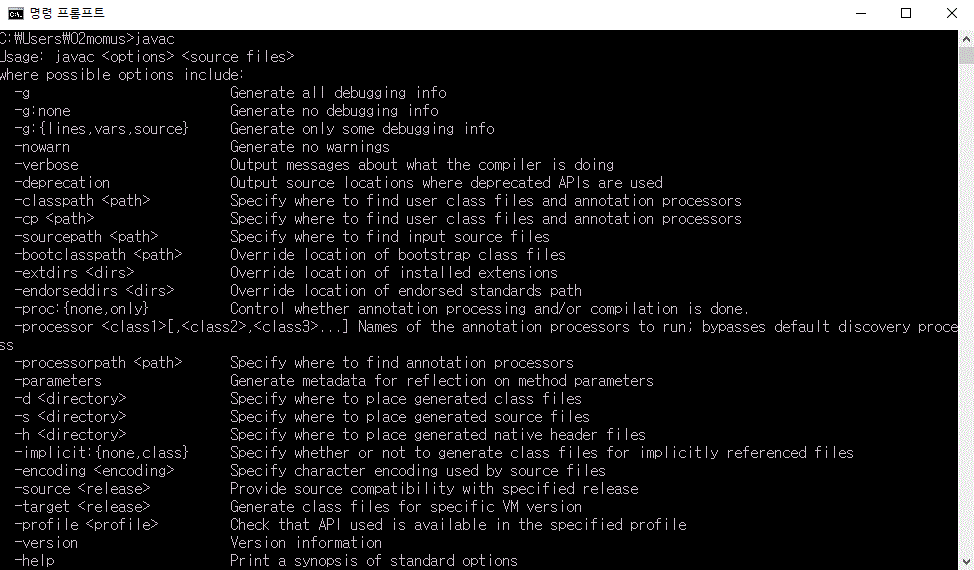 명령 프롬프트
C:\Users\02momus>javac
Usage: javac <options> <source files>
where possible options include:
-g Generate all debugging info
-g:none Generate no debugging info
-g:{lines,vars,source} Generate only some debugging info
-nowarn Generate no warnings
-verbose Output messages about what the compiler is doing
-deprecation Output source locations where deprecated APIs are used
-classpath <path> Specify where to find user class files and annotation processors
-cp <path> Specify where to find user class files and annotation processors
-sourcepath <path> Specify where to find input source files
-bootclasspath <path> Override location of bootstrap class files
-extdirs <dirs> Override location of installed extensions
-endorseddirs <dirs> Override location of endorsed standards path
-proc:{none,only} Control whether annotation processing and/or compilation is done.
-processor <class1>[,<class2>,<class3>...] Names of the annotation processors to run; bypasses default discovery proce
ss
-processorpath <path> Specify where to find annotation processors
-parameters Generate metadata for reflection on method parameters
-d <directory> Specify where to place generated class files
-s <directory> Specify where to place generated source files
-h <directory> Specify where to place generated native header files
-implicit:{none,class} Specify whether or not to generate class files for implicitly referenced files
-encoding <encoding> Specify character encoding used by source files
-source <release> Provide source compatibility with specified release
-target <release> Generate class files for specific VM version
-profile <profile> Check that API used is available in the specified profile
-version Version information
-help Print a synopsis of standard options